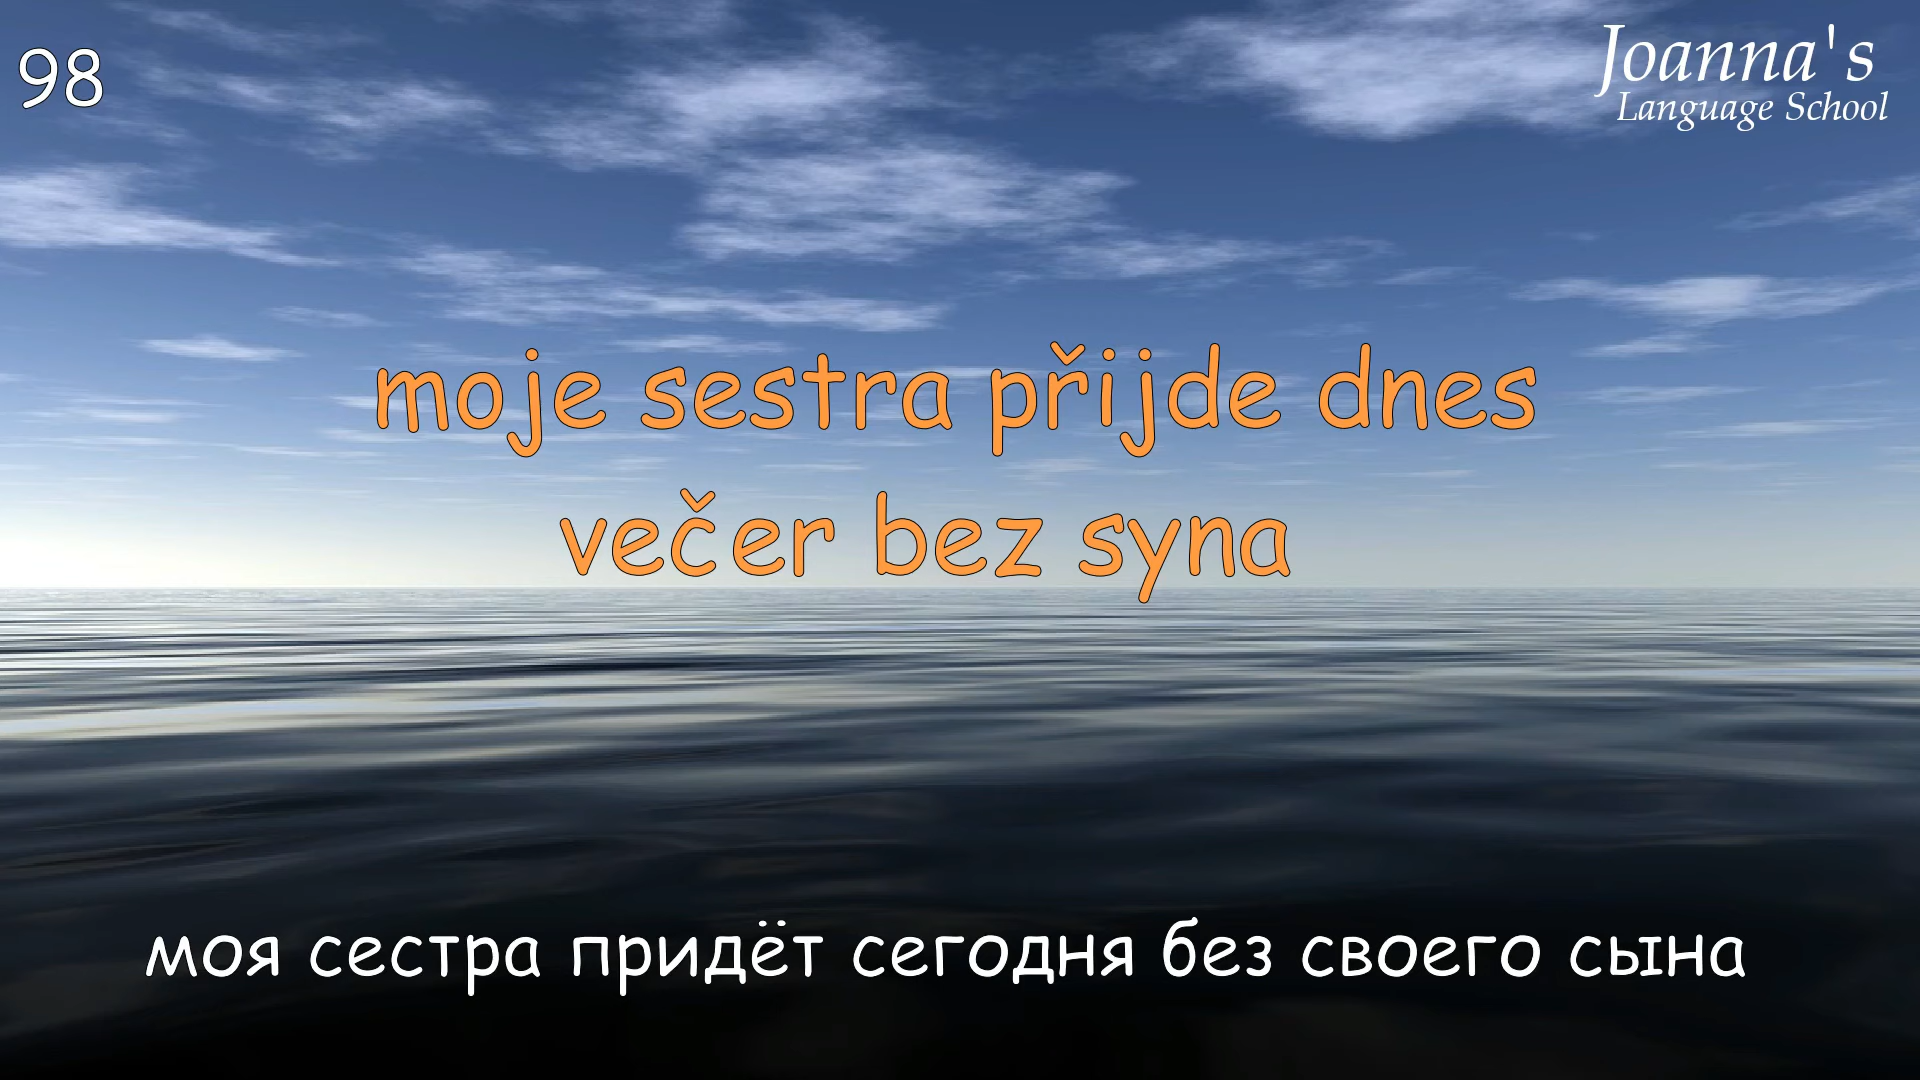 98
Joanna's
Language School
moje sestra přijde dnes
večer bez syna
моя сестра придёт сегодня без своего сына